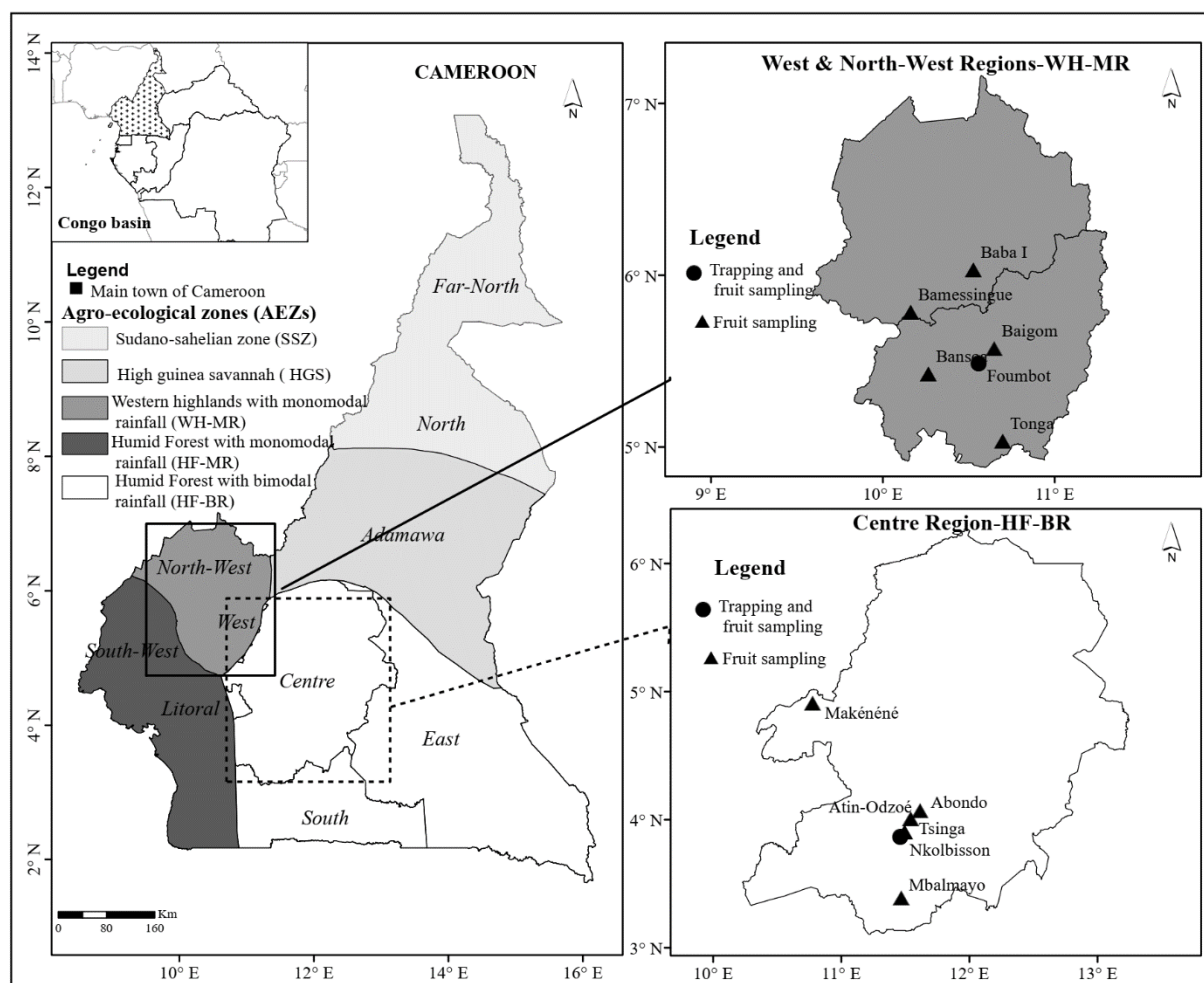 14° N
12° N
10° N
8° N
6° N
4° N
2° N
CAMEROON
N
Congo basin
Legend
Main town of Cameroon
Agro-ecological zones (AEZs)
Sudano-sahelian zone (SSZ)
High guinea savannah ( HGS)
Western highlands with monomodal
rainfall (WH-MR)
Humid Forest with monomodal
rainfall (HF-MR)
Humid Forest with bimodal
rainfall (HF-BR)
Far-North
North
Adamawa
North-West
West
South-West
Centre
Litoral
East
South
Km
0 80 160
10° E 12° E 14° E 16° E
West & North-West Regions-WH-MR
N
7° N
6° N
5° N
Legend
Trapping and
fruit sampling
Fruit sampling
Baba I
Bamessingue
Baigom
Foumbot
Tonga
9° E 10° E 11° E
Centre Region-HF-BR
N
6° N
5° N
4° N
3° N
Legend
Trapping and
fruit sampling
Fruit sampling
Makénéné
Atin-Odzoé
Abondo
Tsinga
Nkolbisson
Mbalmayo
10° E 11° E 12° E 13° E